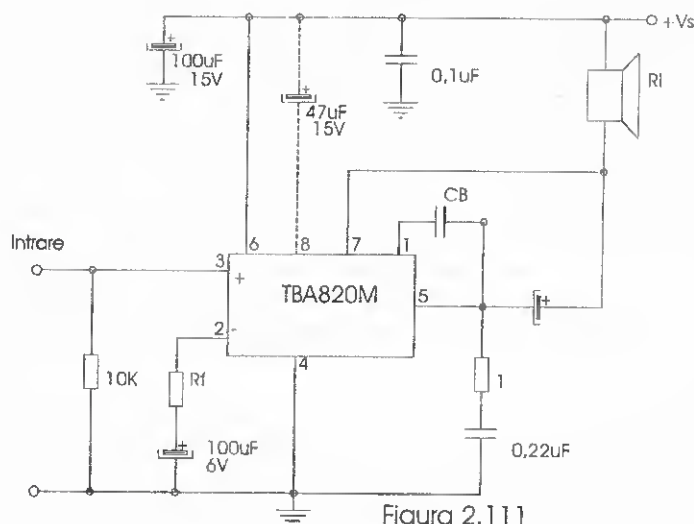 +Vs
100uF
15V
0,1uF
Rl
47uF
15V
CB
Intrare
6
8
7
1
3
+
TBA820M
5
2
-
4
10K
Rf
1
100uF
6V
0,22uF
Figura 2.111